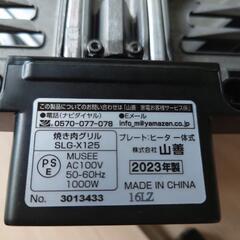 この製品についてのお問い合わせは「山善 家電お客様サービス係」
●電話(ナビダイヤル) ●Eメール
0570-077-078 info_m@yamazen.co.jp
焼き肉グリル プレート:ヒーター体式
SLG-X125 株式会社 山善
PS E
MUSEE
AC100V 2023年製
50-60Hz
1000W MADE IN CHINA
No. 3013433 16LZ